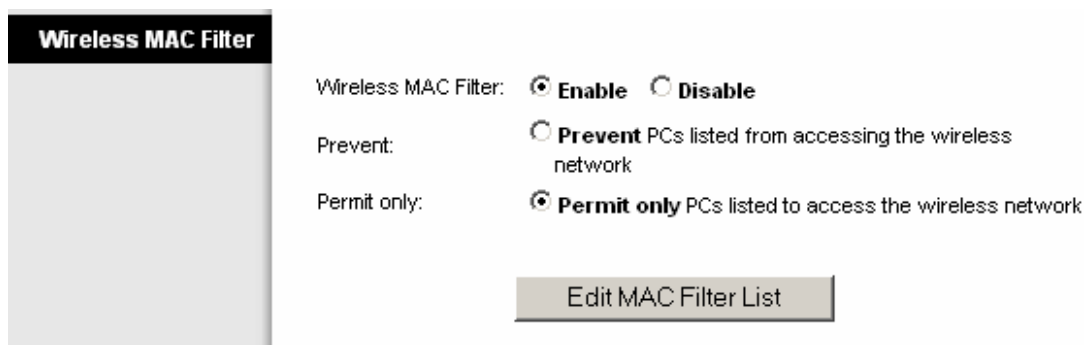 Wireless MAC Filter
Wireless MAC Filter: Enable Disable
Prevent: Prevent PCs listed from accessing the wireless
network
Permit only: Permit only PCs listed to access the wireless network
Edit MAC Filter List